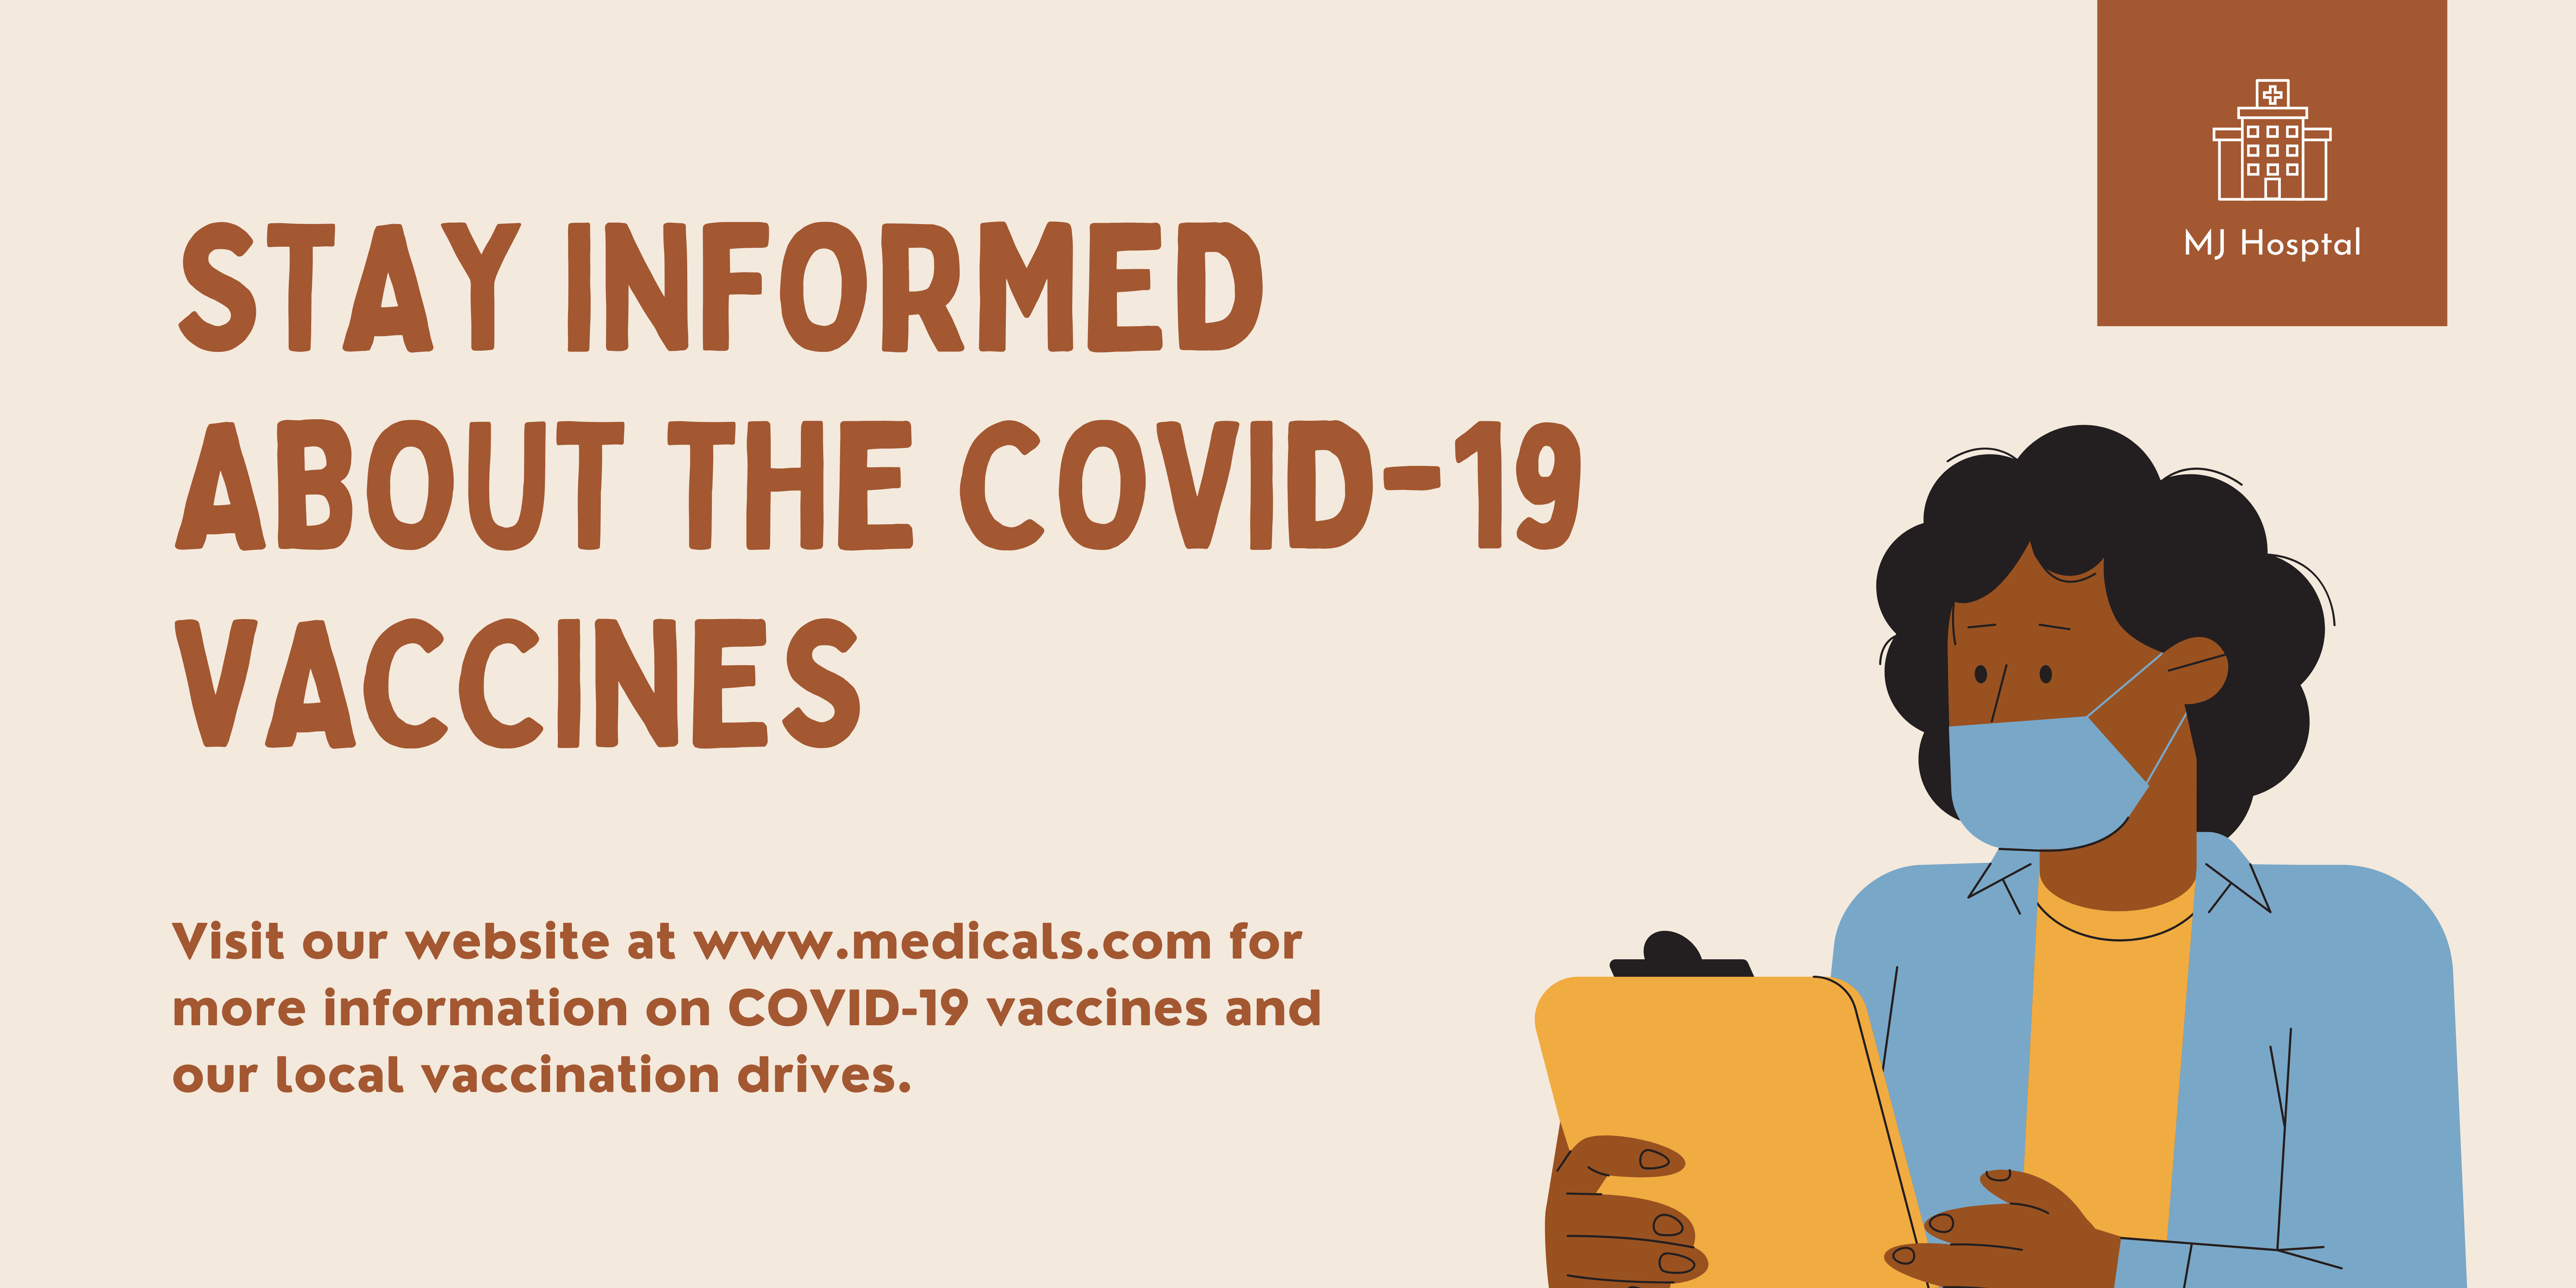 MJ Hosptal
STAY INFORMED
ABOUT THE COVID-19
VACCINES
Visit our website at www.medicals.com for
more information on COVID-19 vaccines and
our local vaccination drives.